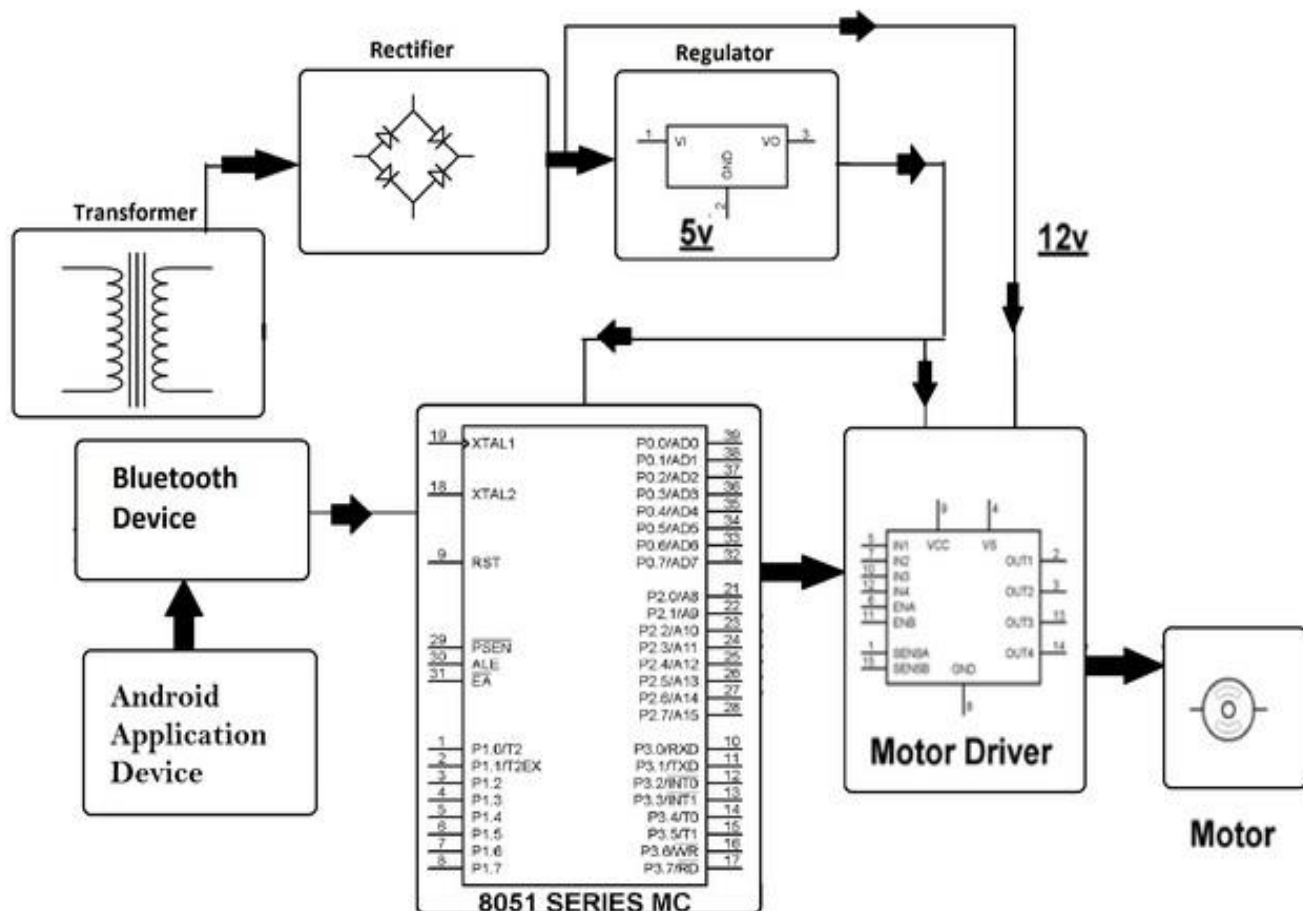 Rectifier
Regulator
1
VI
VO
3
GND
2
5v
12v
Transformer
Bluetooth
Device
Android
Application
Device
19
XTAL1
18
XTAL2
9
RST
29
PSEN
30
ALE
31
EA
1
P1.0/T2
2
P1.1/T2EX
3
P1.2
4
P1.3
5
P1.4
6
P1.5
7
P1.6
8
P1.7
P0.0/AD0
39
P0.1/AD1
38
P0.2/AD2
37
P0.3/AD3
36
P0.4/AD4
35
P0.5/AD5
34
P0.6/AD6
33
P0.7/AD7
32
P2.0/A8
21
P2.1/A9
22
P2.2/A10
23
P2.3/A11
24
P2.4/A12
25
P2.5/A13
26
P2.6/A14
27
P2.7/A15
28
P3.0/RXD
10
P3.1/TXD
11
P3.2/INT0
12
P3.3/INT1
13
P3.4/T0
14
P3.5/T1
15
P3.6/WR
16
P3.7/RD
17
8051 SERIES MC
9
4
VCC
VS
5
IN1
7
IN2
10
IN3
12
IN4
6
ENA
11
ENB
1
SENSA
15
SENSB
GND
8
OUT1
2
OUT2
3
OUT3
13
OUT4
14
Motor Driver
Motor